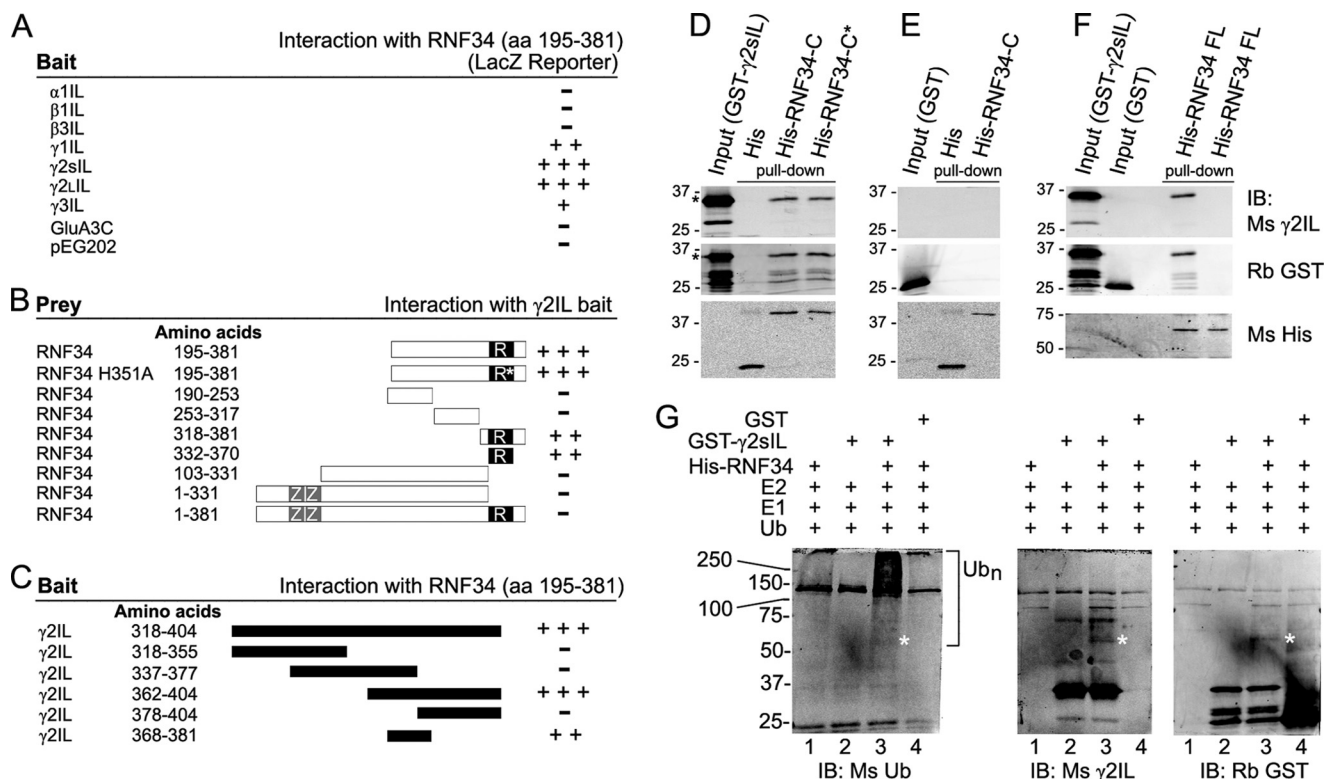 A
Interaction with RNF34 (aa 195-381)
Bait (LacZ Reporter)
α1IL -
β1IL -
β3IL -
γ1IL + +
γ2sIL + + +
γ2LIL + + +
γ3IL +
GluA3C -
pEG202 -
B
Prey Interaction with γ2IL bait
Amino acids
RNF34 195-381 R + + +
RNF34 H351A 195-381 R* + + +
RNF34 190-253 -
RNF34 253-317 -
RNF34 318-381 R + +
RNF34 332-370 R + +
RNF34 103-331 -
RNF34 1-331 Z Z -
RNF34 1-381 Z Z R -
C
Bait Interaction with RNF34 (aa 195-381)
Amino acids
γ2IL 318-404 + + +
γ2IL 318-355 -
γ2IL 337-377 -
γ2IL 362-404 + + +
γ2IL 378-404 -
γ2IL 368-381 + +
D
Input (GST-γ2sIL)
His
His-RNF34-C
His-RNF34-C*
pull-down
37 -
*
25 -
37 -
*
25 -
37 -
25 -
E
Input (GST)
His
His-RNF34-C
pull-down
37 -
25 -
37 -
25 -
37 -
25 -
F
Input (GST-γ2sIL)
Input (GST)
His-RNF34 FL
His-RNF34 FL
pull-down
37 -
25 -
IB:
Ms γ2IL
37 -
25 -
Rb GST
75 -
50 -
Ms His
G
GST + + +
GST-γ2sIL + + + + + +
His-RNF34 + + + + + + + + +
E2 + + + + + + + + + + + +
E1 + + + + + + + + + + + +
Ub + + + + + + + + + + + +
250
150-
100
75-
50-
37-
25-
Ubn
*
*
*
1 2 3 4 1 2 3 4 1 2 3 4
IB: Ms Ub IB: Ms γ2IL IB: Rb GST